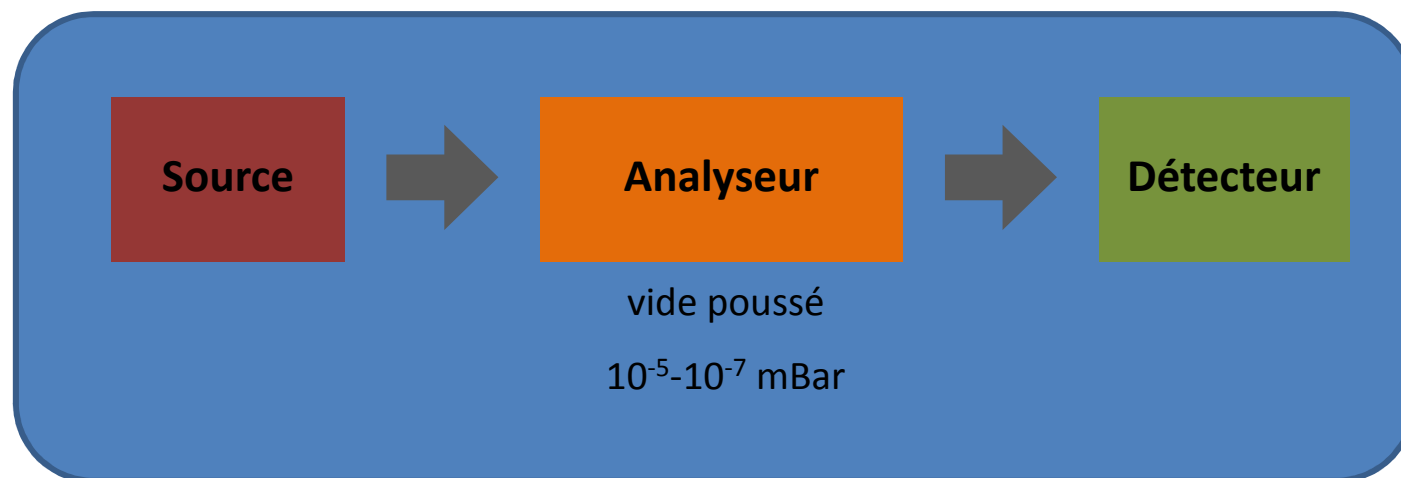 Source
Analyseur
Détecteur
vide poussé
10⁻⁵-10⁻⁷ mBar